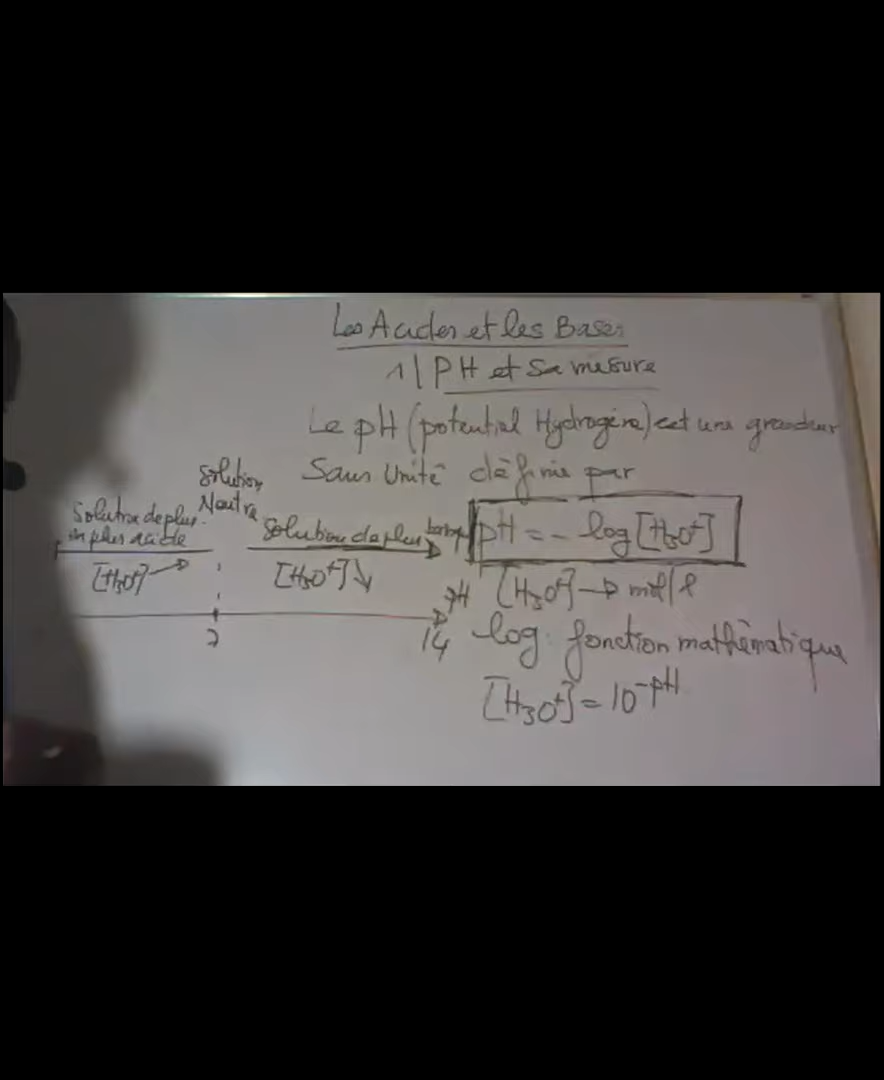 Les Acides et les Bases
1| PH et Sa mesure
Le pH (potentiel Hydrogène) est une grandeur
Sans Unité définie par
pH = - log [H₃O⁺]
[H₃O⁺] → mol/l
log : fonction mathématique
[H₃O⁺] = 10⁻ᵖᴴ
Solution de plus
en plus acide
[H₃O⁺] ↗
Solution
Neutre
Solution de plus
[H₃O⁺] ↘
pH
7
14